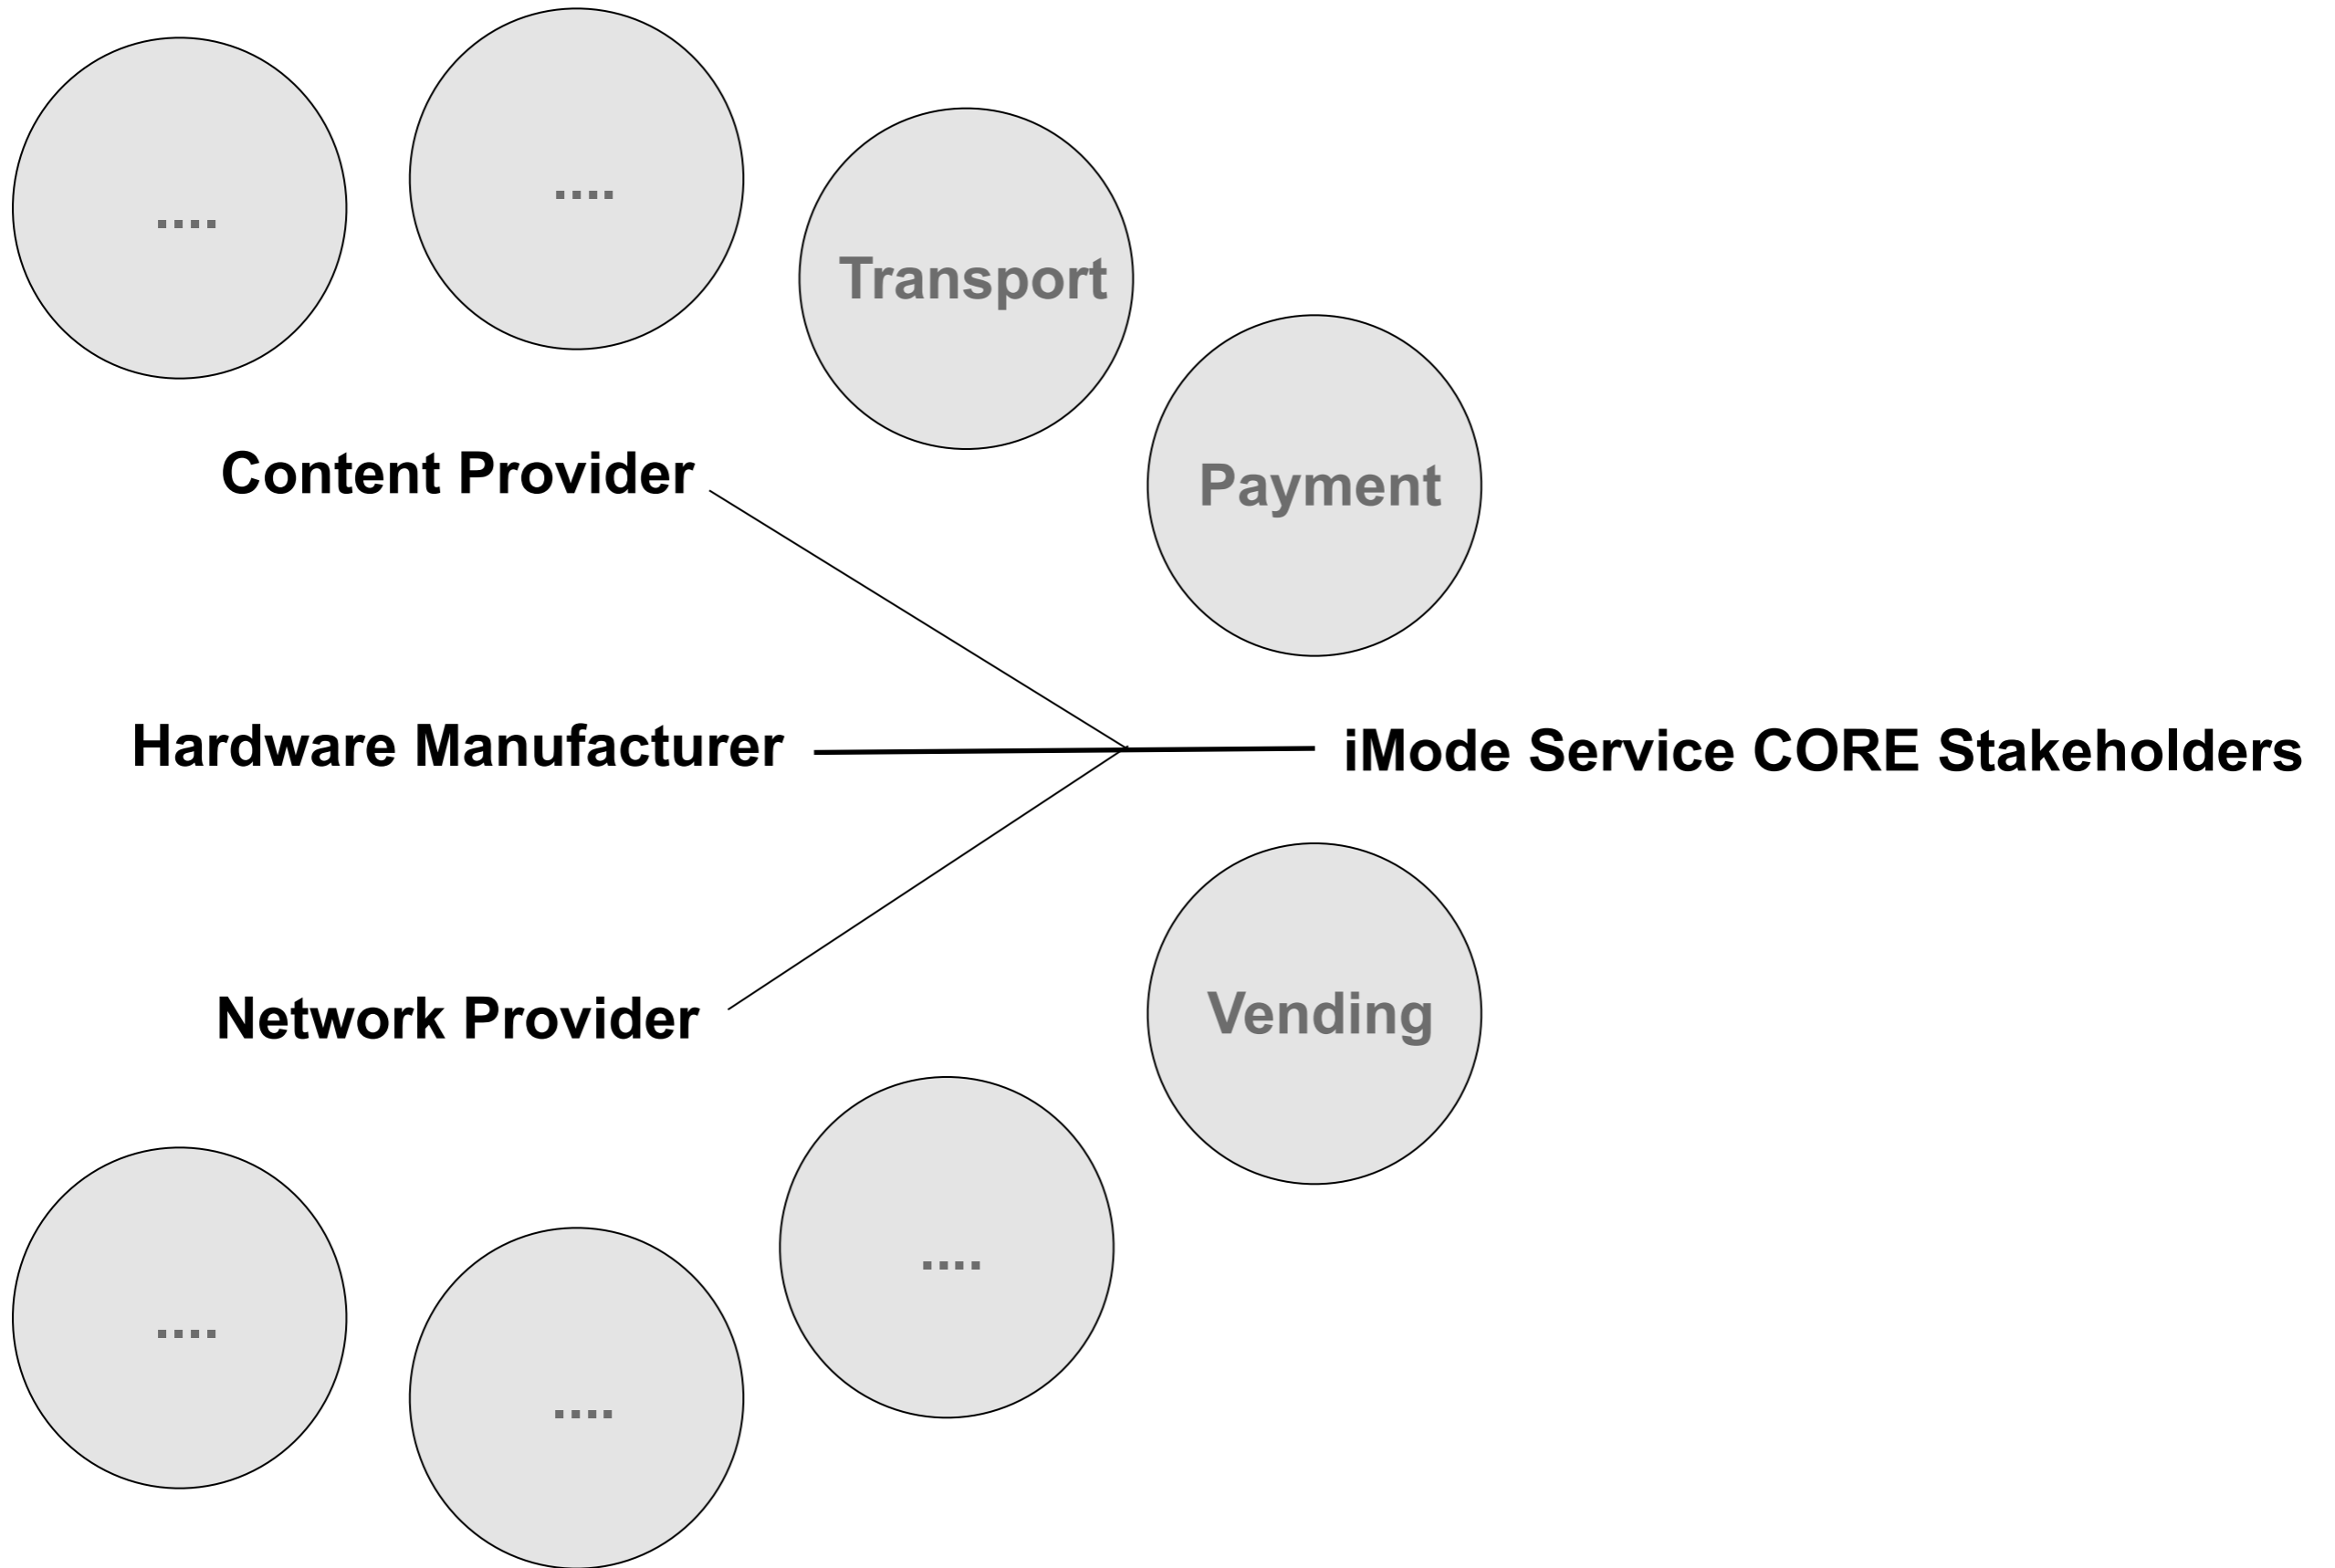 ....
....
Transport
Payment
Content Provider
Hardware Manufacturer
iMode Service CORE Stakeholders
Network Provider
Vending
....
....
....